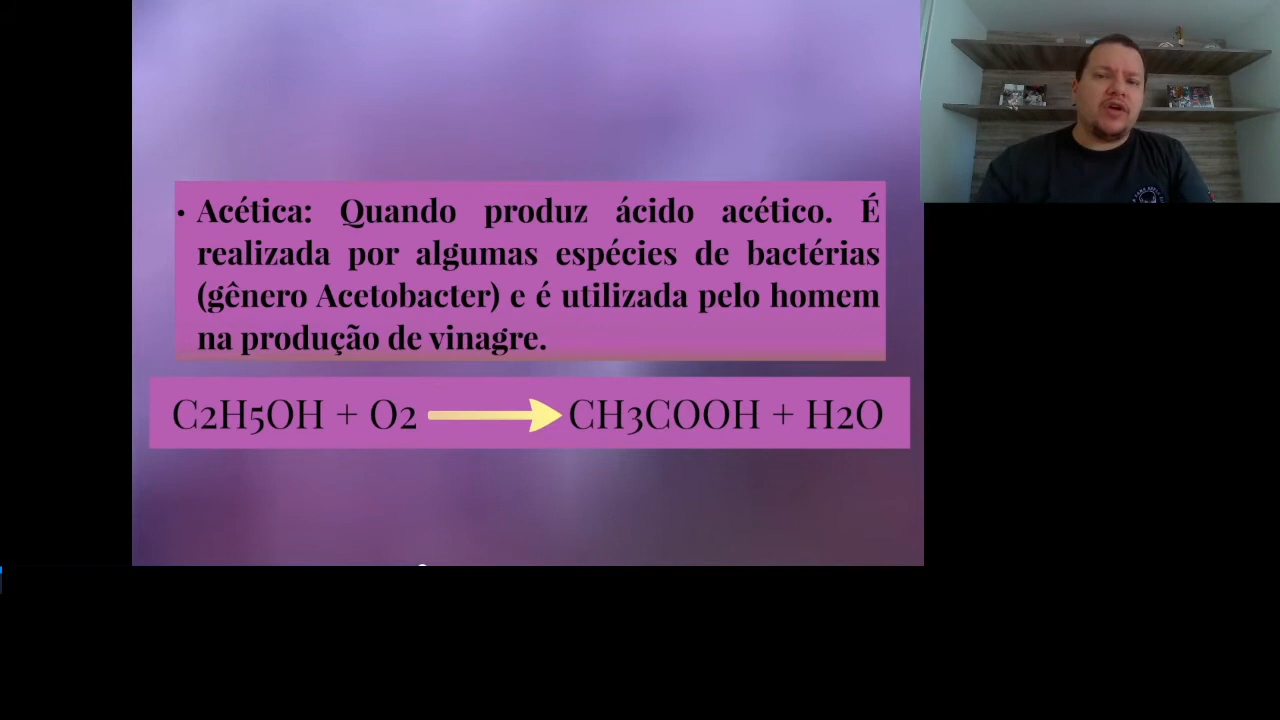 • Acética: Quando produz ácido acético. É
realizada por algumas espécies de bactérias
(gênero Acetobacter) e é utilizada pelo homem
na produção de vinagre.
C2H5OH + O2 → CH3COOH + H2O